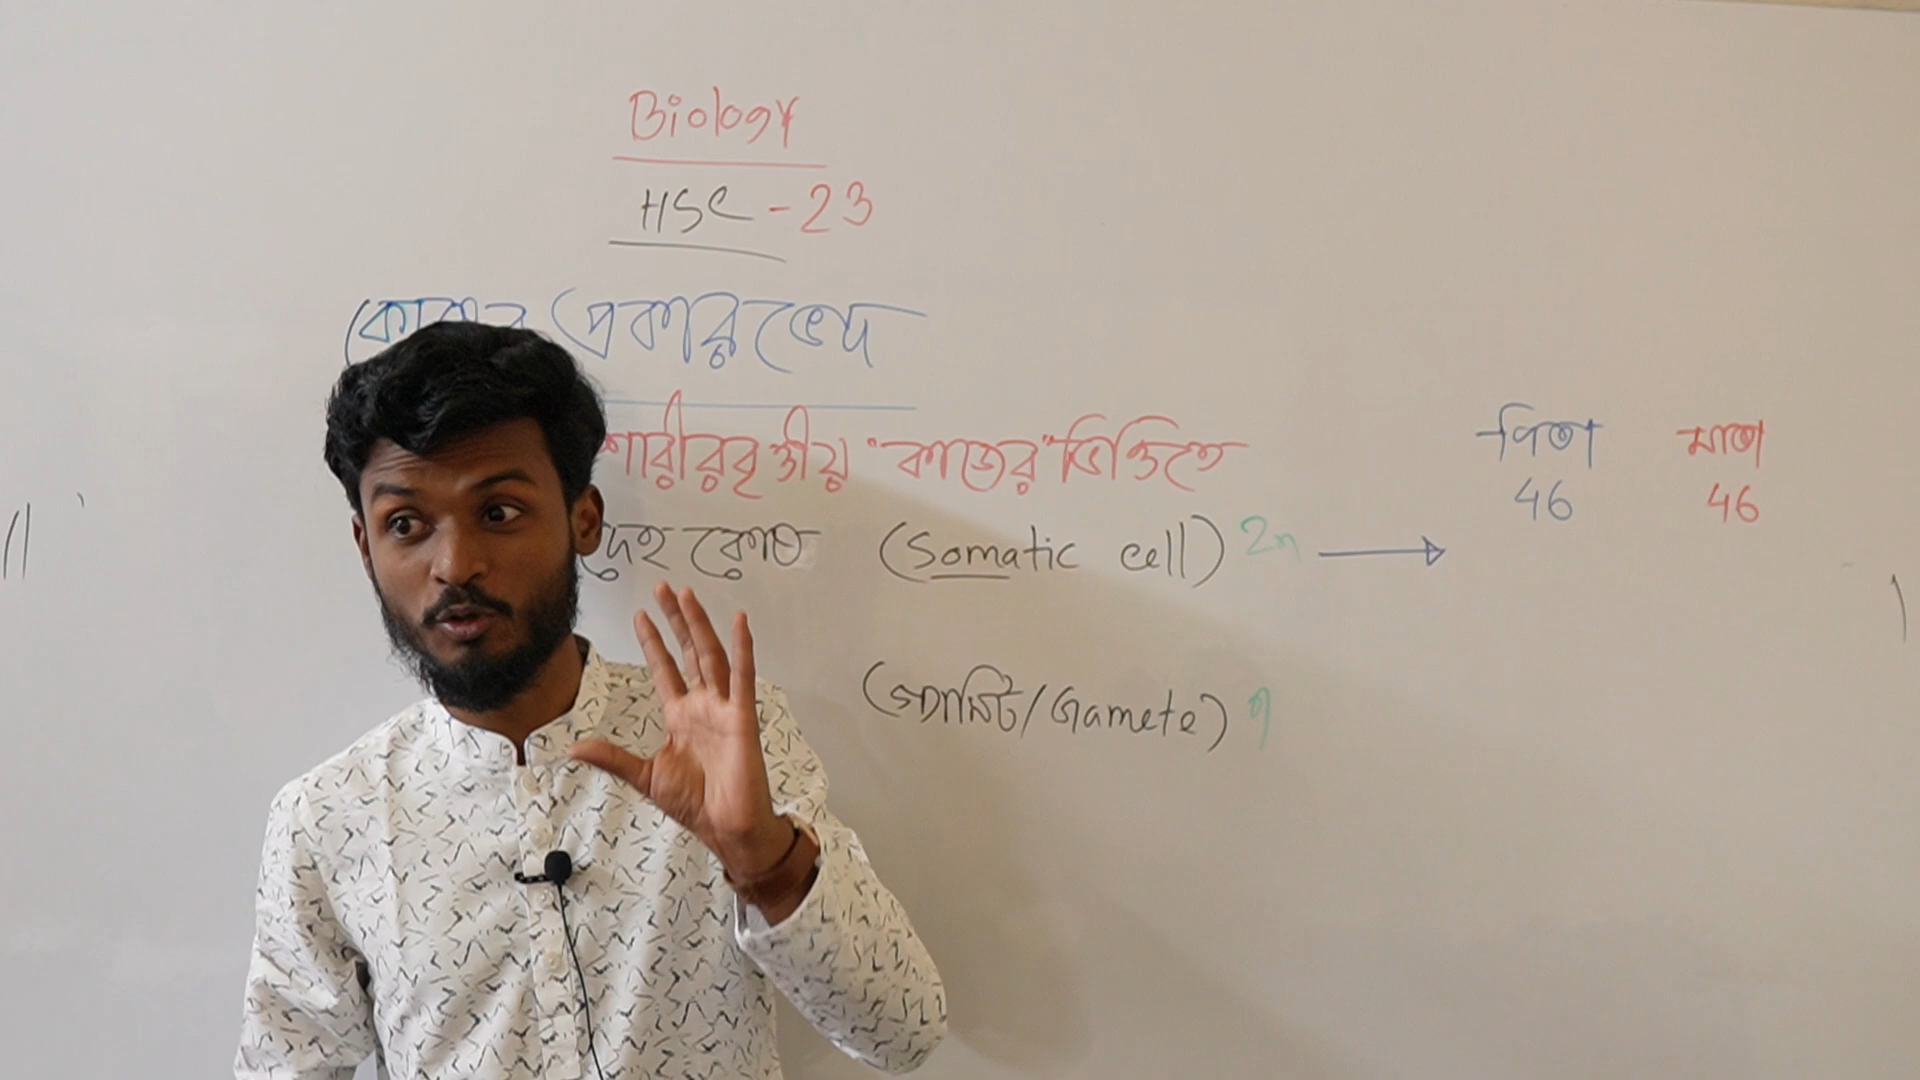 Biology
HSC - 23
কোষের প্রকারভেদ
শারীরবৃত্তীয় "কাজের" ভিত্তিতে
পিতা মাতা
46 46
দেহ কোষ (Somatic cell) 2n →
(গ্যামিট/Gamete) n